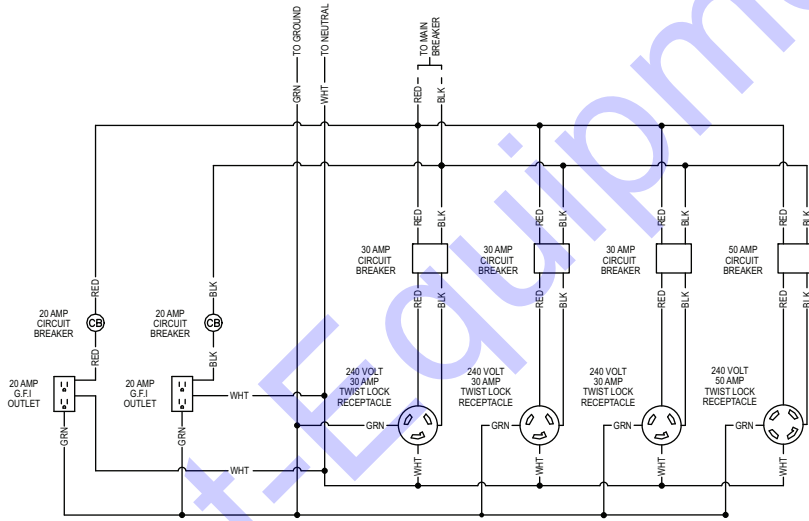 TO GROUND
TO NEUTRAL
TO MAIN
BREAKER
GRN
WHT
RED
BLK
RED
BLK
RED
BLK
RED
BLK
RED
BLK
30 AMP
CIRCUIT
BREAKER
30 AMP
CIRCUIT
BREAKER
30 AMP
CIRCUIT
BREAKER
50 AMP
CIRCUIT
BREAKER
RED
BLK
20 AMP
CIRCUIT
BREAKER
CB
20 AMP
CIRCUIT
BREAKER
CB
RED
BLK
RED
BLK
RED
BLK
RED
BLK
RED
BLK
20 AMP
G.F.I
OUTLET
20 AMP
G.F.I
OUTLET
240 VOLT
30 AMP
TWIST LOCK
RECEPTACLE
240 VOLT
30 AMP
TWIST LOCK
RECEPTACLE
240 VOLT
30 AMP
TWIST LOCK
RECEPTACLE
240 VOLT
50 AMP
TWIST LOCK
RECEPTACLE
WHT
GRN
GRN
GRN
GRN
GRN
GRN
WHT
WHT
WHT
WHT
WHT
t-Equipme